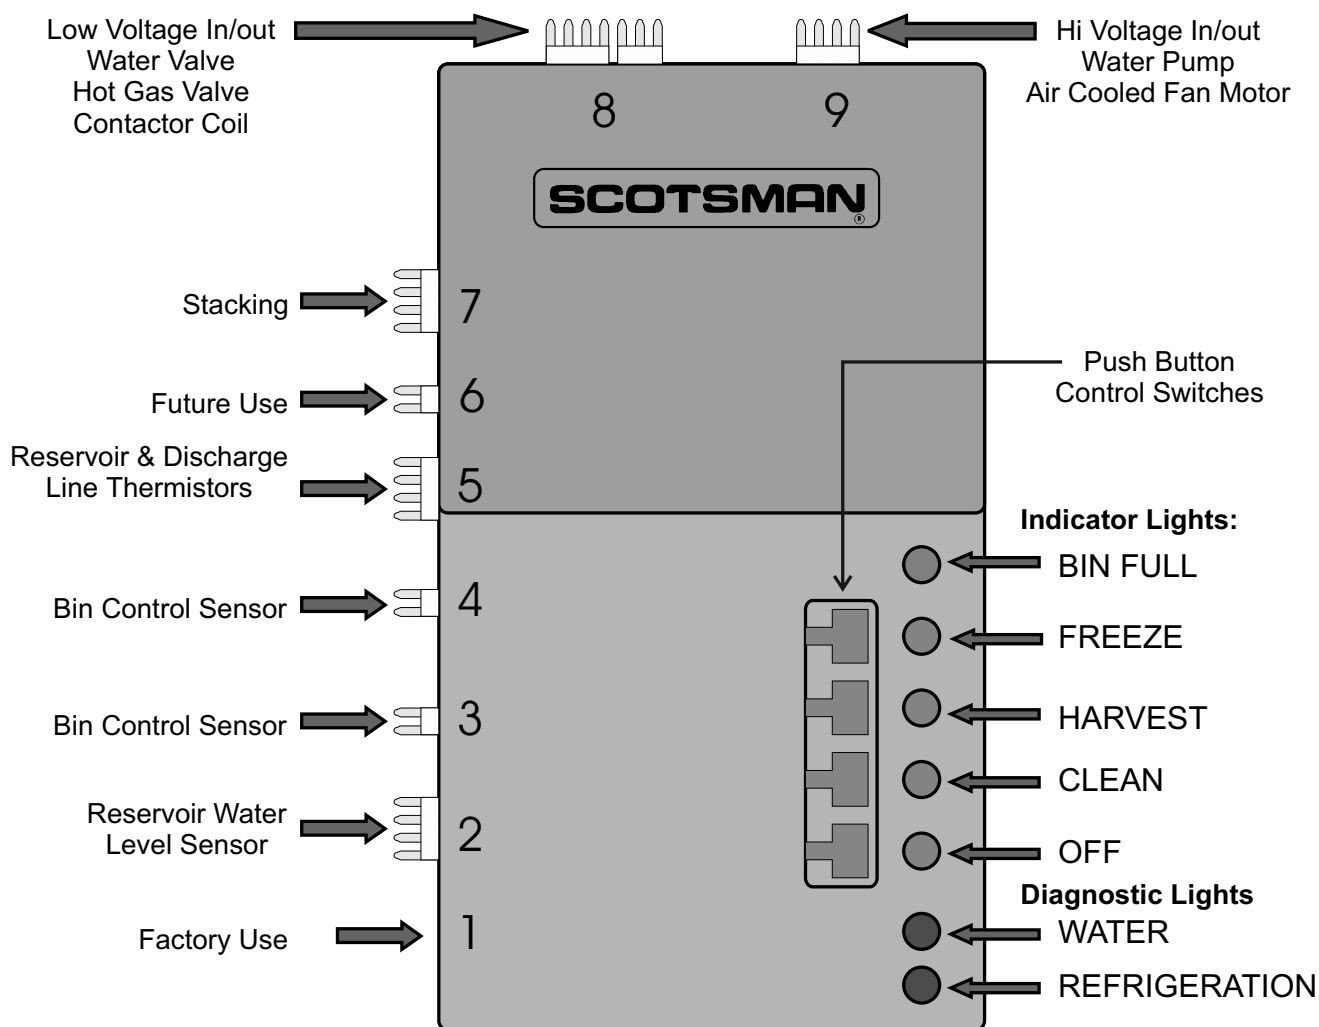 Low Voltage In/out
Water Valve
Hot Gas Valve
Contactor Coil
Hi Voltage In/out
Water Pump
Air Cooled Fan Motor
8
9
SCOTSMAN
®
Stacking
7
Future Use
6
Push Button
Control Switches
Reservoir & Discharge
Line Thermistors
5
Indicator Lights:
BIN FULL
Bin Control Sensor
4
FREEZE
Bin Control Sensor
3
HARVEST
CLEAN
Reservoir Water
Level Sensor
2
OFF
Diagnostic Lights
WATER
Factory Use
1
REFRIGERATION